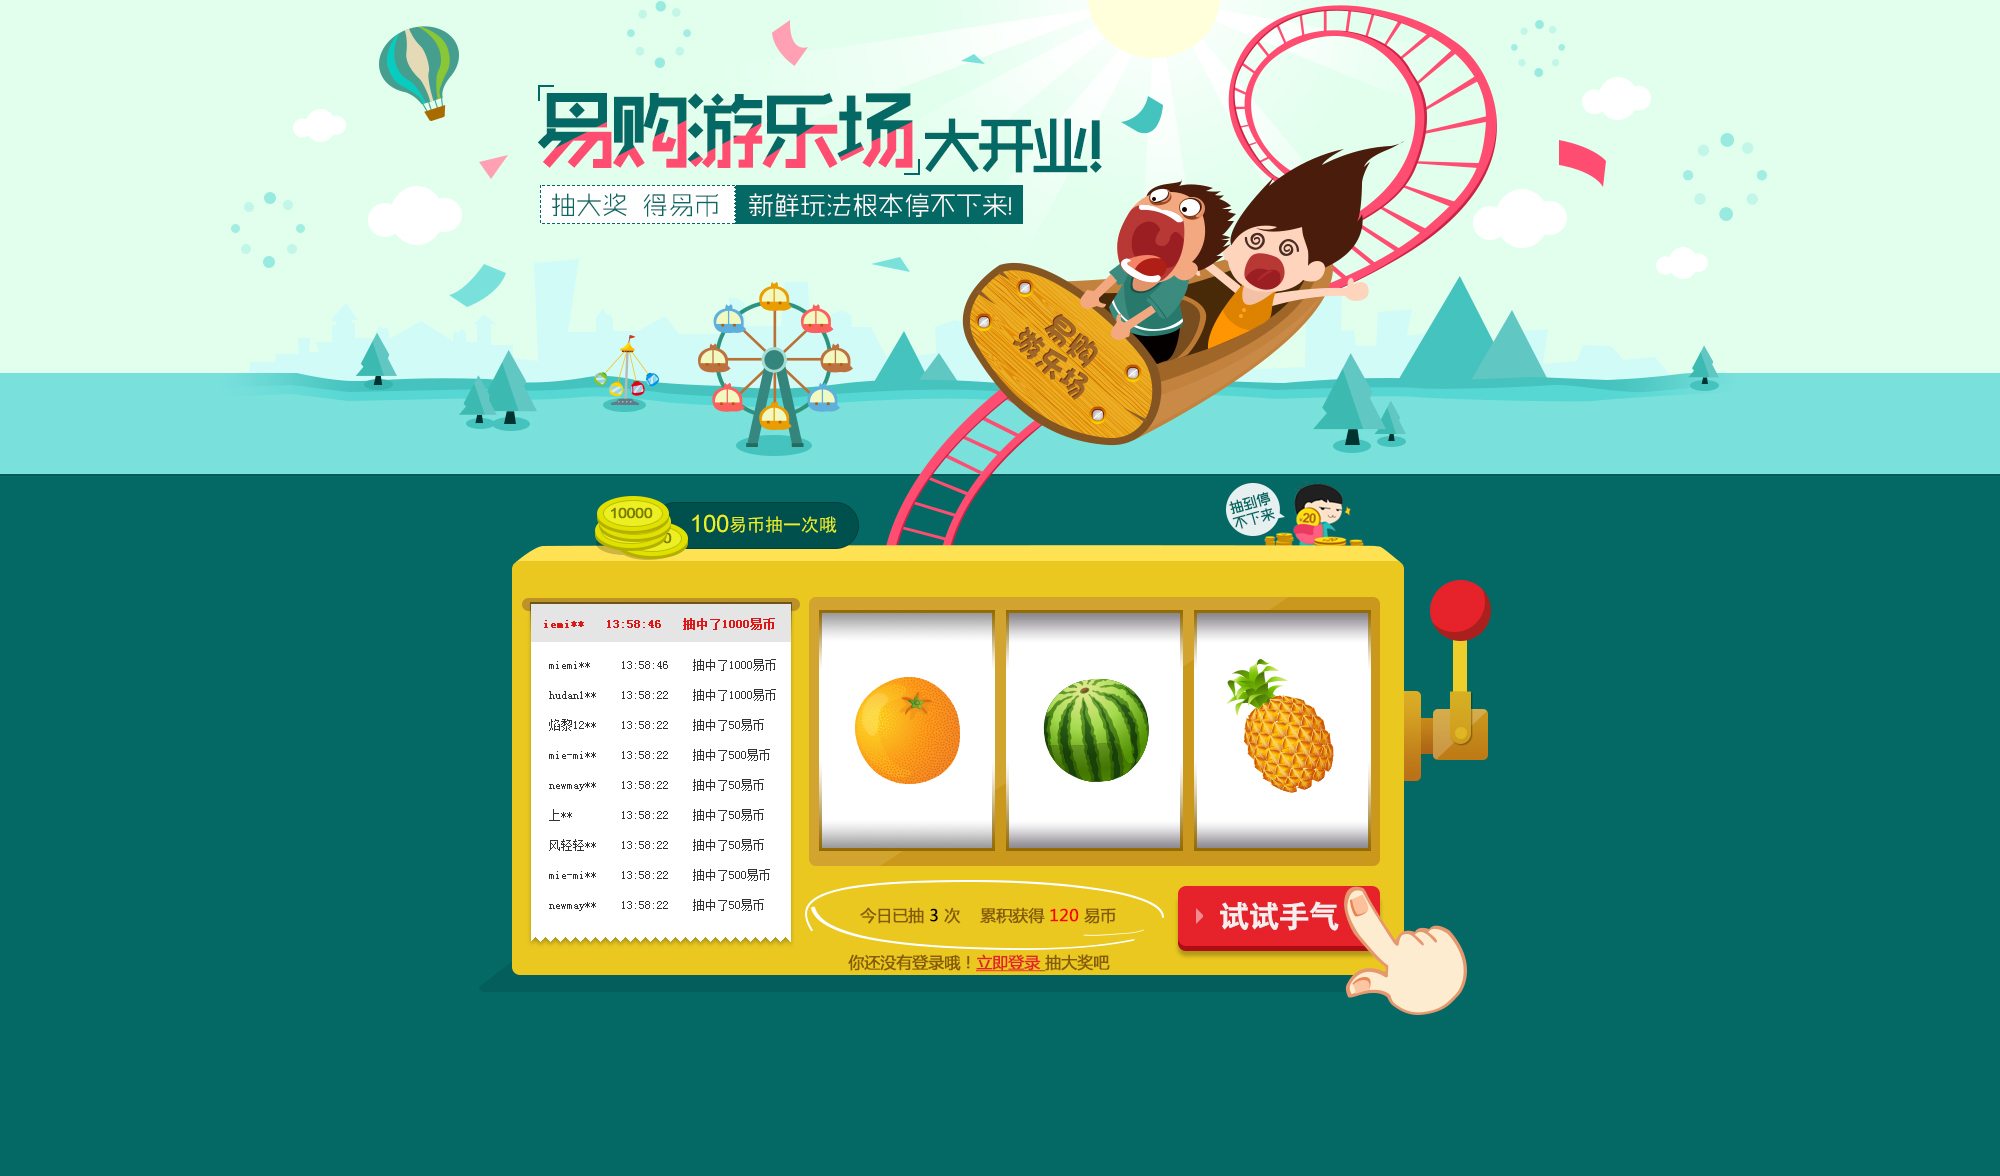 易购游乐场大开业!
抽大奖 得易币 新鲜玩法根本停不下来!
易购
游乐场
10000
100易币抽一次哦
抽到停
不下来
20
iemi** 13:58:46 抽中了1000易币
miemi** 13:58:46 抽中了1000易币
hudan1** 13:58:22 抽中了1000易币
焰黎12** 13:58:22 抽中了50易币
mie-mi** 13:58:22 抽中了500易币
newmay** 13:58:22 抽中了50易币
上** 13:58:22 抽中了50易币
风轻轻** 13:58:22 抽中了50易币
mie-mi** 13:58:22 抽中了500易币
newmay** 13:58:22 抽中了50易币
今日已抽 3 次 累积获得 120 易币
试试手气
你还没有登录哦！立即登录 抽大奖吧